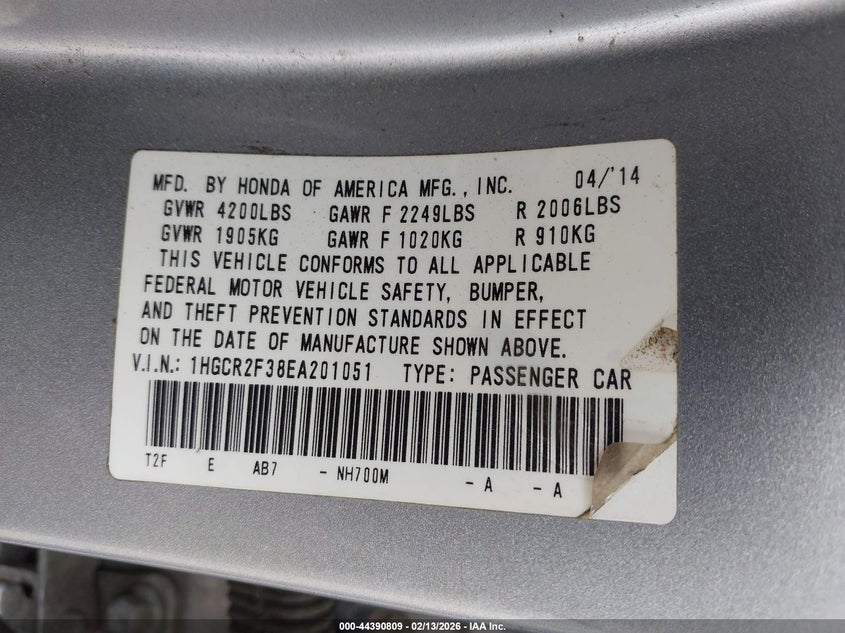 MFD. BY HONDA OF AMERICA MFG., INC. 04/'14
GVWR 4200LBS GAWR F 2249LBS R 2006LBS
GVWR 1905KG GAWR F 1020KG R 910KG
THIS VEHICLE CONFORMS TO ALL APPLICABLE
FEDERAL MOTOR VEHICLE SAFETY, BUMPER,
AND THEFT PREVENTION STANDARDS IN EFFECT
ON THE DATE OF MANUFACTURE SHOWN ABOVE.
V.I.N.: 1HGCR2F38EA201051 TYPE: PASSENGER CAR
T2F E AB7 - NH700M - A - A
000-44390809 - 02/13/2026 - IAA Inc.